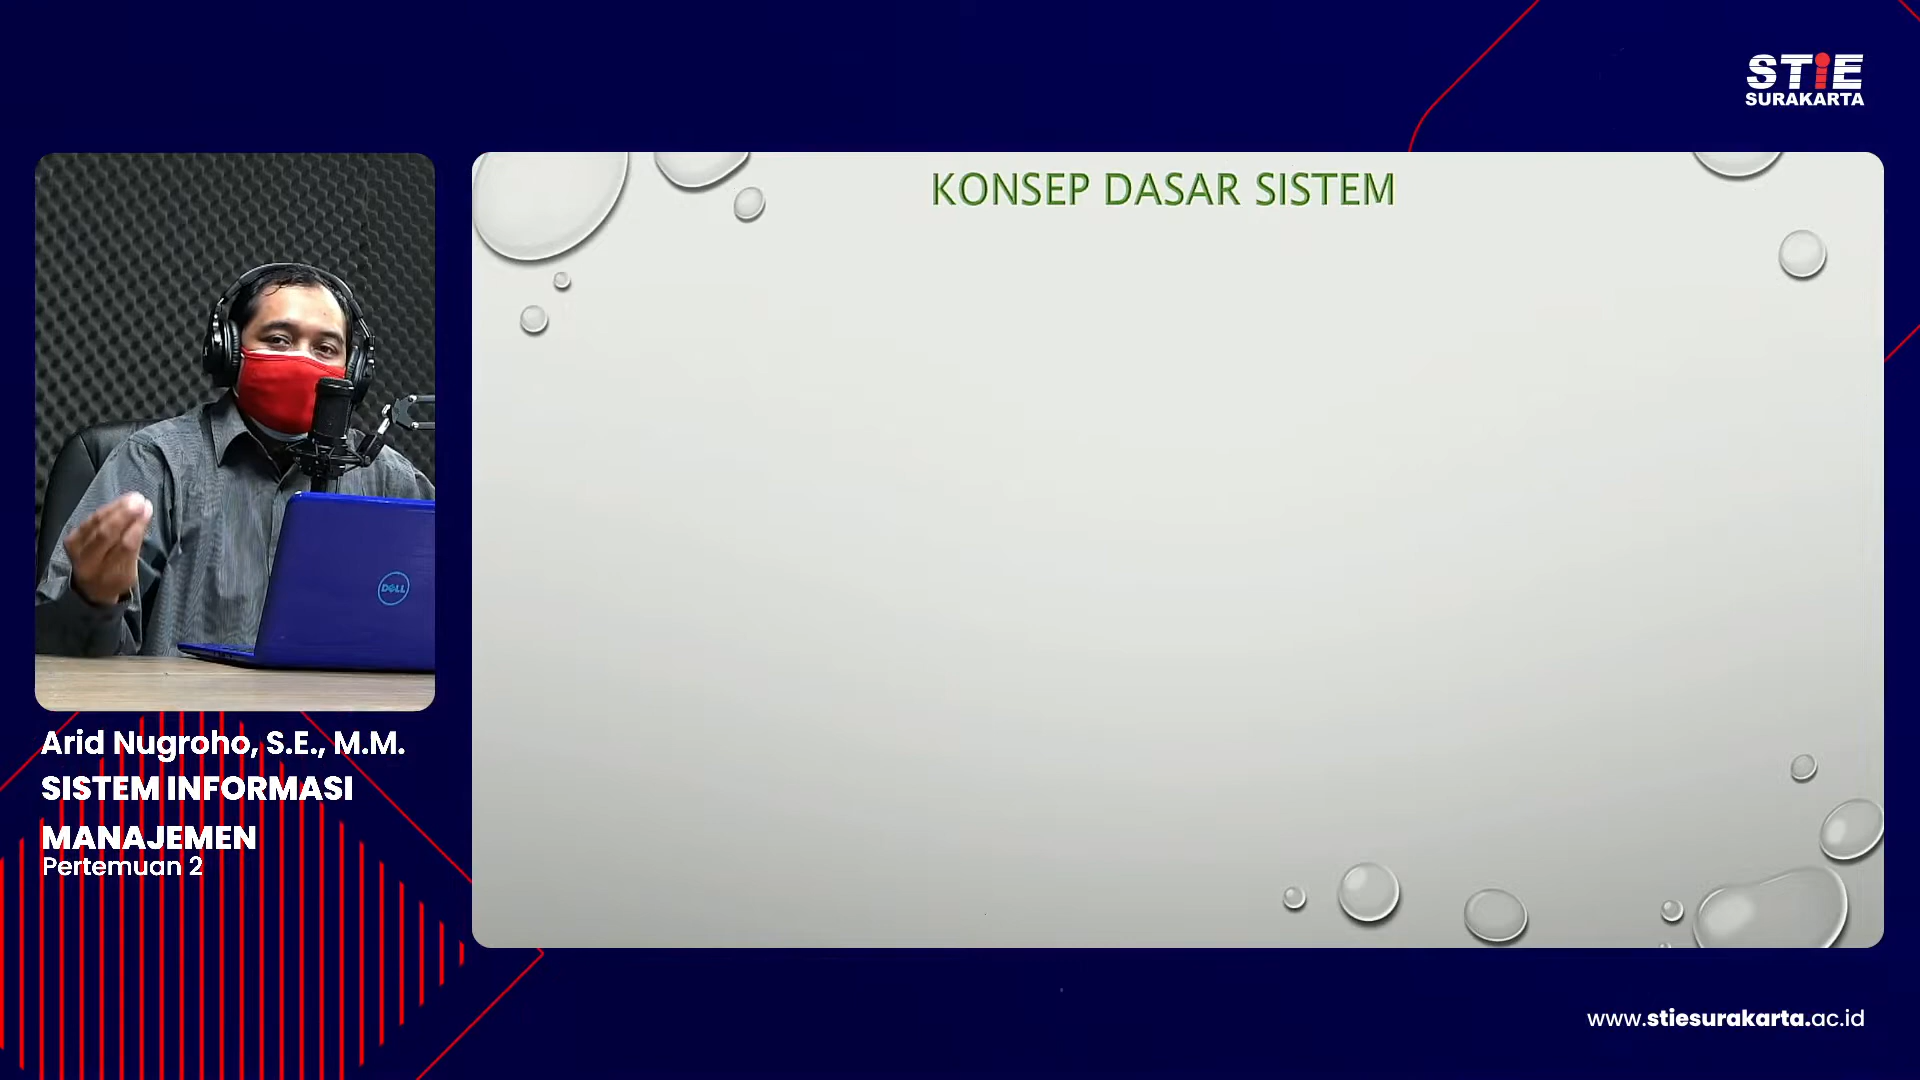 STiE
SURAKARTA
KONSEP DASAR SISTEM
DELL
Arid Nugroho, S.E., M.M.
SISTEM INFORMASI
MANAJEMEN
Pertemuan 2
www.stiesurakarta.ac.id